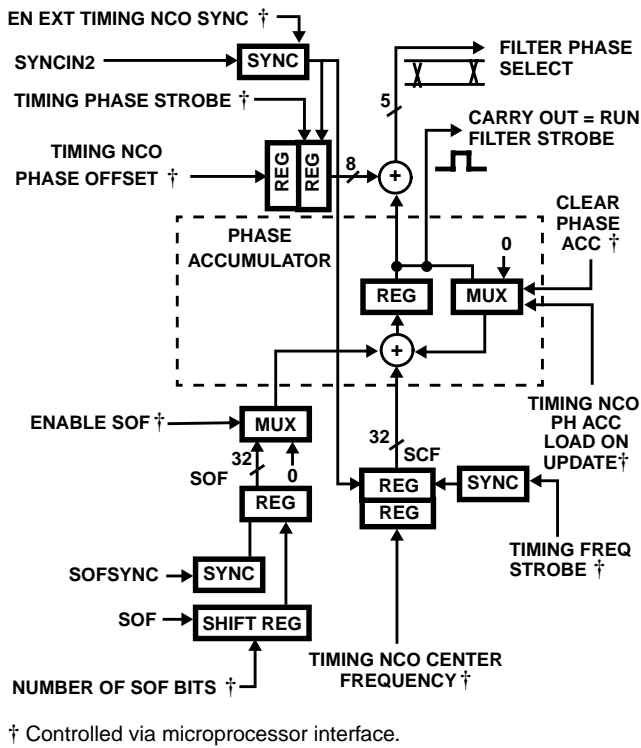 EN EXT TIMING NCO SYNC †
SYNCIN2
SYNC
TIMING PHASE STROBE †
TIMING NCO
PHASE OFFSET †
REG
REG
8
5
FILTER PHASE
SELECT
CARRY OUT = RUN
FILTER STROBE
+
PHASE
ACCUMULATOR
CLEAR
PHASE
ACC †
0
REG
MUX
+
TIMING NCO
PH ACC
LOAD ON
UPDATE†
ENABLE SOF †
MUX
32
SOF
0
REG
32
SCF
REG
REG
SYNC
TIMING FREQ
STROBE †
SOFSYNC
SYNC
SOF
SHIFT REG
NUMBER OF SOF BITS †
TIMING NCO CENTER
FREQUENCY †
† Controlled via microprocessor interface.